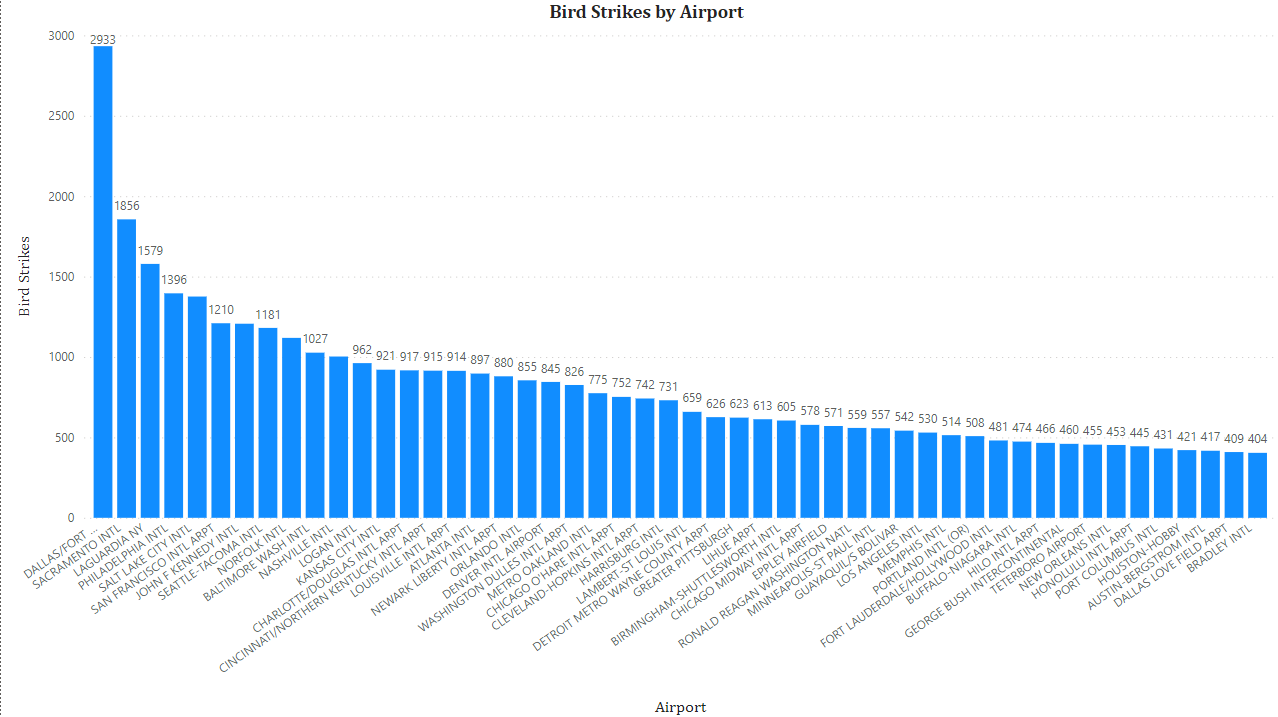 Bird Strikes by Airport
Bird Strikes
3000
2500
2000
1500
1000
500
0
2933
1856
1579
1396
1210
1181
1027
962
921
917
915
914
897
880
855
845
826
775
752
742
731
659
626
623
613
605
578
571
559
557
542
530
514
508
481
474
466
460
455
453
445
431
421
417
409
404
DALLAS/FORT ...
SACRAMENTO INTL
LAGUARDIA NY
PHILADELPHIA INTL
SALT LAKE CITY INTL
SAN FRANCISCO INTL ARPT
JOHN F KENNEDY INTL
SEATTLE-TACOMA INTL
NORFOLK INTL
BALTIMORE WASH INTL
NASHVILLE INTL
LOGAN INTL
KANSAS CITY INTL
CHARLOTTE/DOUGLAS INTL ARPT
CINCINNATI/NORTHERN KENTUCKY INTL ARPT
LOUISVILLE INTL ARPT
ATLANTA INTL
NEWARK LIBERTY INTL ARPT
ORLANDO INTL
DENVER INTL AIRPORT
WASHINGTON DULLES INTL ARPT
METRO OAKLAND INTL
CHICAGO O'HARE INTL ARPT
CLEVELAND-HOPKINS INTL ARPT
HARRISBURG INTL
LAMBERT-ST LOUIS INTL
DETROIT METRO WAYNE COUNTY ARPT
GREATER PITTSBURGH
LIHUE ARPT
BIRMINGHAM-SHUTTLESWORTH INTL
CHICAGO MIDWAY INTL ARPT
EPPLEY AIRFIELD
RONALD REAGAN WASHINGTON NATL
MINNEAPOLIS-ST PAUL INTL
GUAYAQUIL/S BOLIVAR
LOS ANGELES INTL
MEMPHIS INTL
PORTLAND INTL (OR)
FORT LAUDERDALE/HOLLYWOOD INTL
BUFFALO-NIAGARA INTL
HILO INTL ARPT
GEORGE BUSH INTERCONTINENTAL
TETERBORO AIRPORT
NEW ORLEANS INTL
HONOLULU INTL ARPT
PORT COLUMBUS INTL
HOUSTON-HOBBY
AUSTIN-BERGSTROM INTL
DALLAS LOVE FIELD ARPT
BRADLEY INTL
Airport